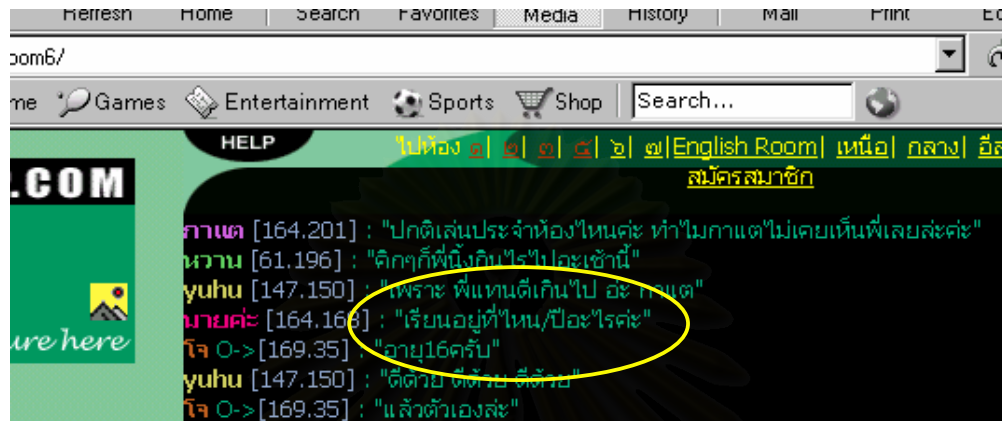 Refresh Home Search Favorites Media History Mail Print
oom6/
me Games Entertainment Sports Shop Search...
HELP
ไปห้อง ๑| ๒| ๓| ๔| ๖| ๗|English Room| เหนือ| กลาง|
สมัครสมาชิก
.COM
กาแต [164.201] : "ปกติเล่นประจำห้องไหนค่ะ ทำไมกาแตไม่เคยเห็นพี่เลยล่ะค่ะ"
หวาน [61.196] : "คิกๆก็พี่นิ้งกินไรไปอะเช้านี้"
yuhu [147.150] : "เพราะ พี่แทนดีเกินไป อ่ะ กาแต"
มายค่ะ [164.168] : "เรียนอยู่ที่ไหน/ปีอะไรค่ะ"
ure here
โจ O->[169.35] : "อายุ16ครับ"
yuhu [147.150] : "ดีด้วย ดีด้วย ดีด้วย"
โจ O->[169.35] : "แล้วตัวเองล่ะ"